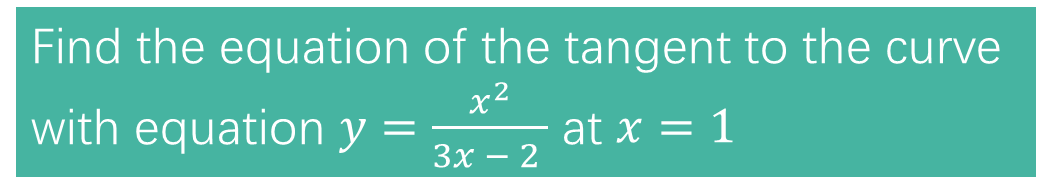 Find the equation of the tangent to the curve
with equation y = x²/(3x − 2) at x = 1